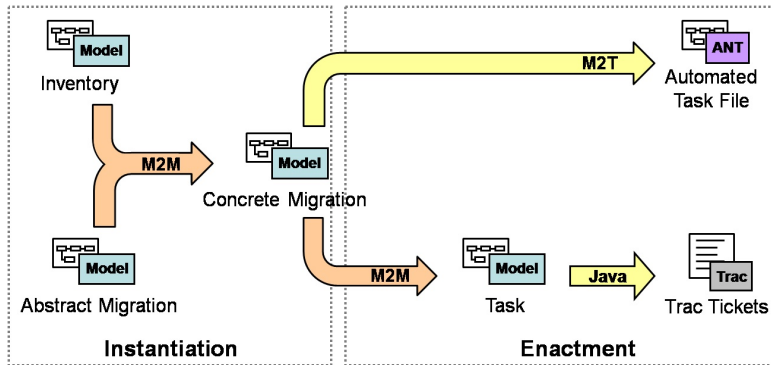 Model
Inventory
M2M
Model
Abstract Migration
Model
Concrete Migration
Instantiation
M2T
ANT
Automated
Task File
M2M
Model
Task
Java
Trac
Trac Tickets
Enactment